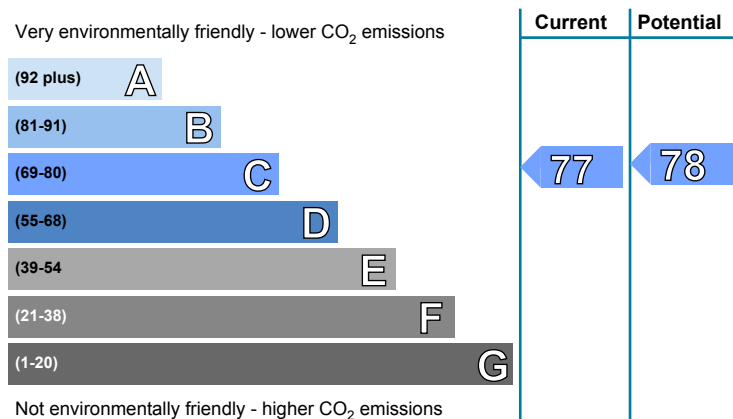 Current Potential
Very environmentally friendly - lower CO2 emissions
(92 plus) A
(81-91) B
(69-80) C 77 78
(55-68) D
(39-54 E
(21-38) F
(1-20) G
Not environmentally friendly - higher CO2 emissions